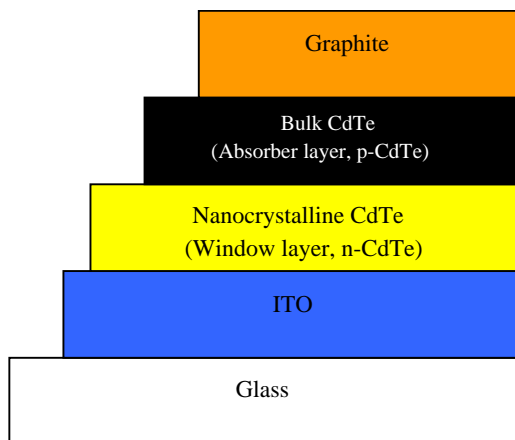 Graphite
Bulk CdTe
(Absorber layer, p-CdTe)
Nanocrystalline CdTe
(Window layer, n-CdTe)
ITO
Glass